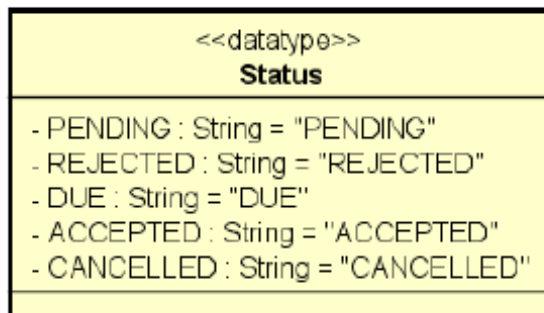 <<datatype>>
Status
- PENDING : String = "PENDING"
- REJECTED : String = "REJECTED"
- DUE : String = "DUE"
- ACCEPTED : String = "ACCEPTED"
- CANCELLED : String = "CANCELLED"